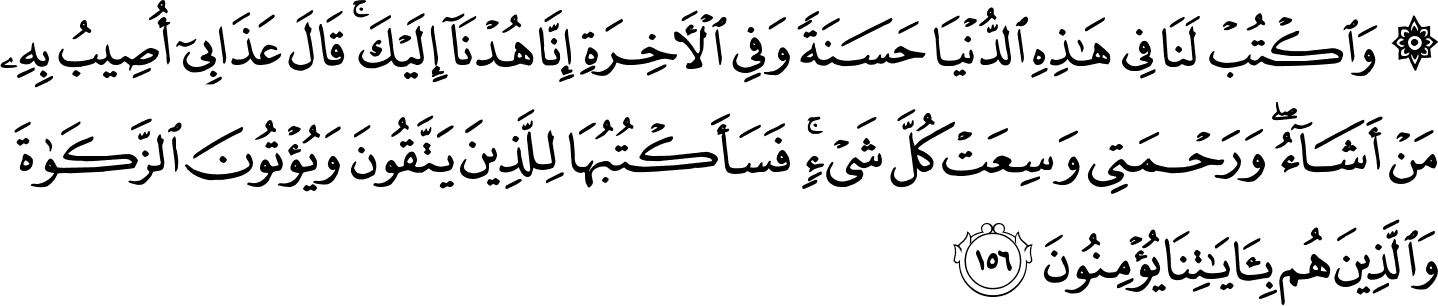 ۞ وَٱكۡتُبۡ لَنَا فِي هَٰذِهِ ٱلدُّنۡيَا حَسَنَةٗ وَفِي ٱلۡأٓخِرَةِ إِنَّا هُدۡنَآ إِلَيۡكَۚ قَالَ عَذَابِيٓ أُصِيبُ بِهِۦ
مَنۡ أَشَآءُۖ وَرَحۡمَتِي وَسِعَتۡ كُلَّ شَيۡءٖۚ فَسَأَكۡتُبُهَا لِلَّذِينَ يَتَّقُونَ وَيُؤۡتُونَ ٱلزَّكَوٰةَ
وَٱلَّذِينَ هُم بِـَٔايَٰتِنَا يُؤۡمِنُونَ ١٥٦